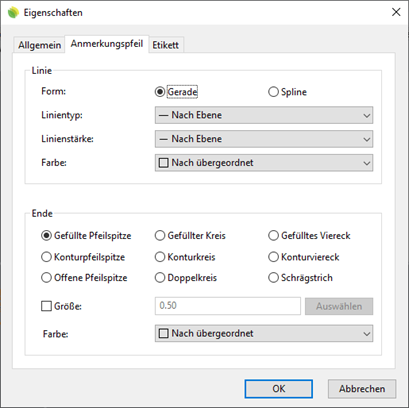 Eigenschaften
Allgemein Anmerkungspfeil Etikett
Linie
Form: Gerade Spline
Linientyp: Nach Ebene
Linienstärke: Nach Ebene
Farbe: Nach übergeordnet
Ende
Gefüllte Pfeilspitze Gefüllter Kreis Gefülltes Viereck
Konturpfeilspitze Konturkreis Konturviereck
Offene Pfeilspitze Doppelkreis Schrägstrich
Größe: 0.50 Auswählen
Farbe: Nach übergeordnet
OK Abbrechen